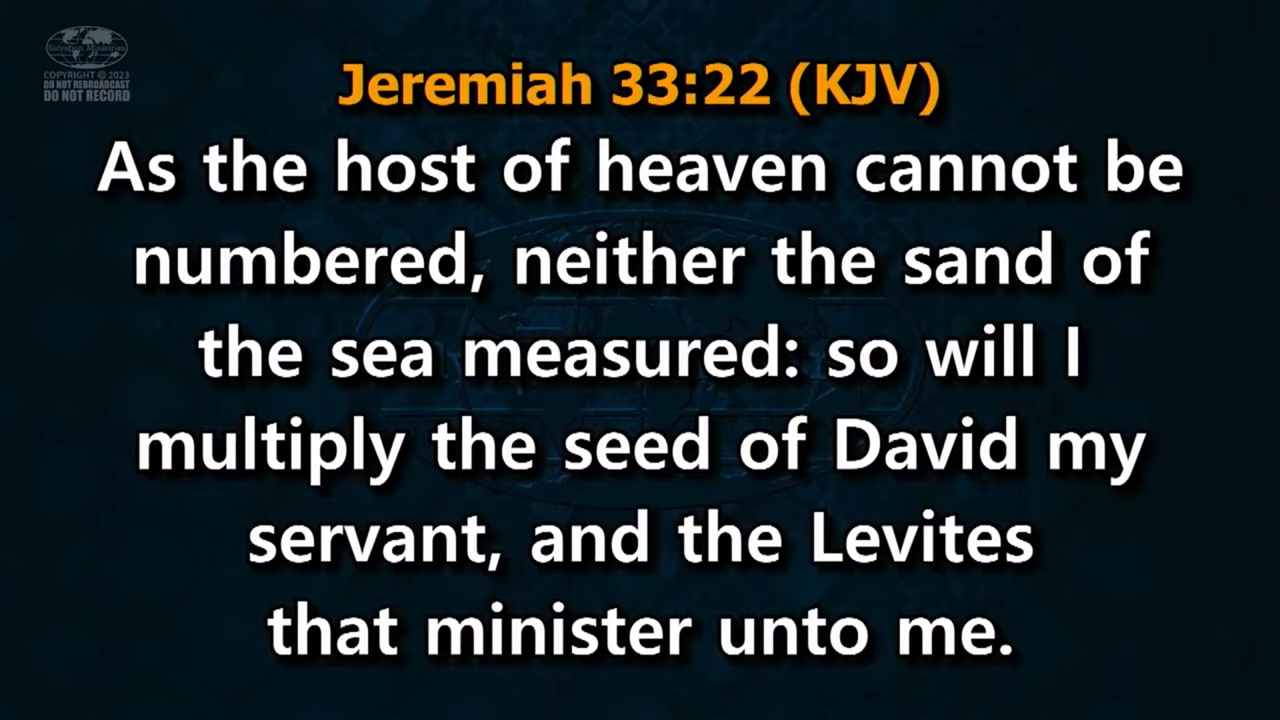 Salvation Ministries
COPYRIGHT © 2023
DO NOT REBROADCAST
DO NOT RECORD
Jeremiah 33:22 (KJV)
As the host of heaven cannot be
numbered, neither the sand of
the sea measured: so will I
multiply the seed of David my
servant, and the Levites
that minister unto me.